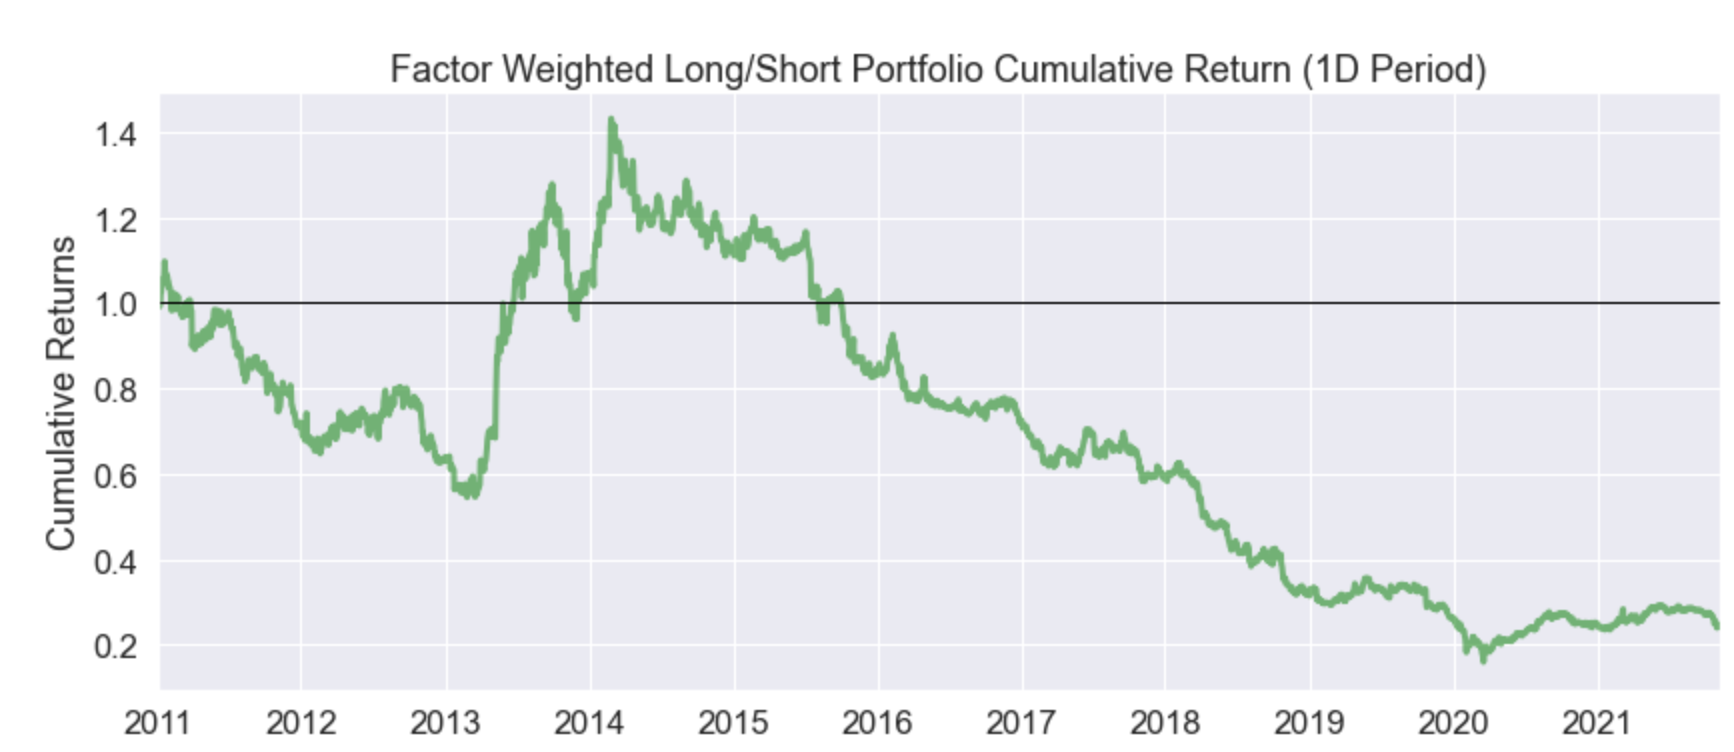 Factor Weighted Long/Short Portfolio Cumulative Return (1D Period)
Cumulative Returns
1.4
1.2
1.0
0.8
0.6
0.4
0.2
2011 2012 2013 2014 2015 2016 2017 2018 2019 2020 2021